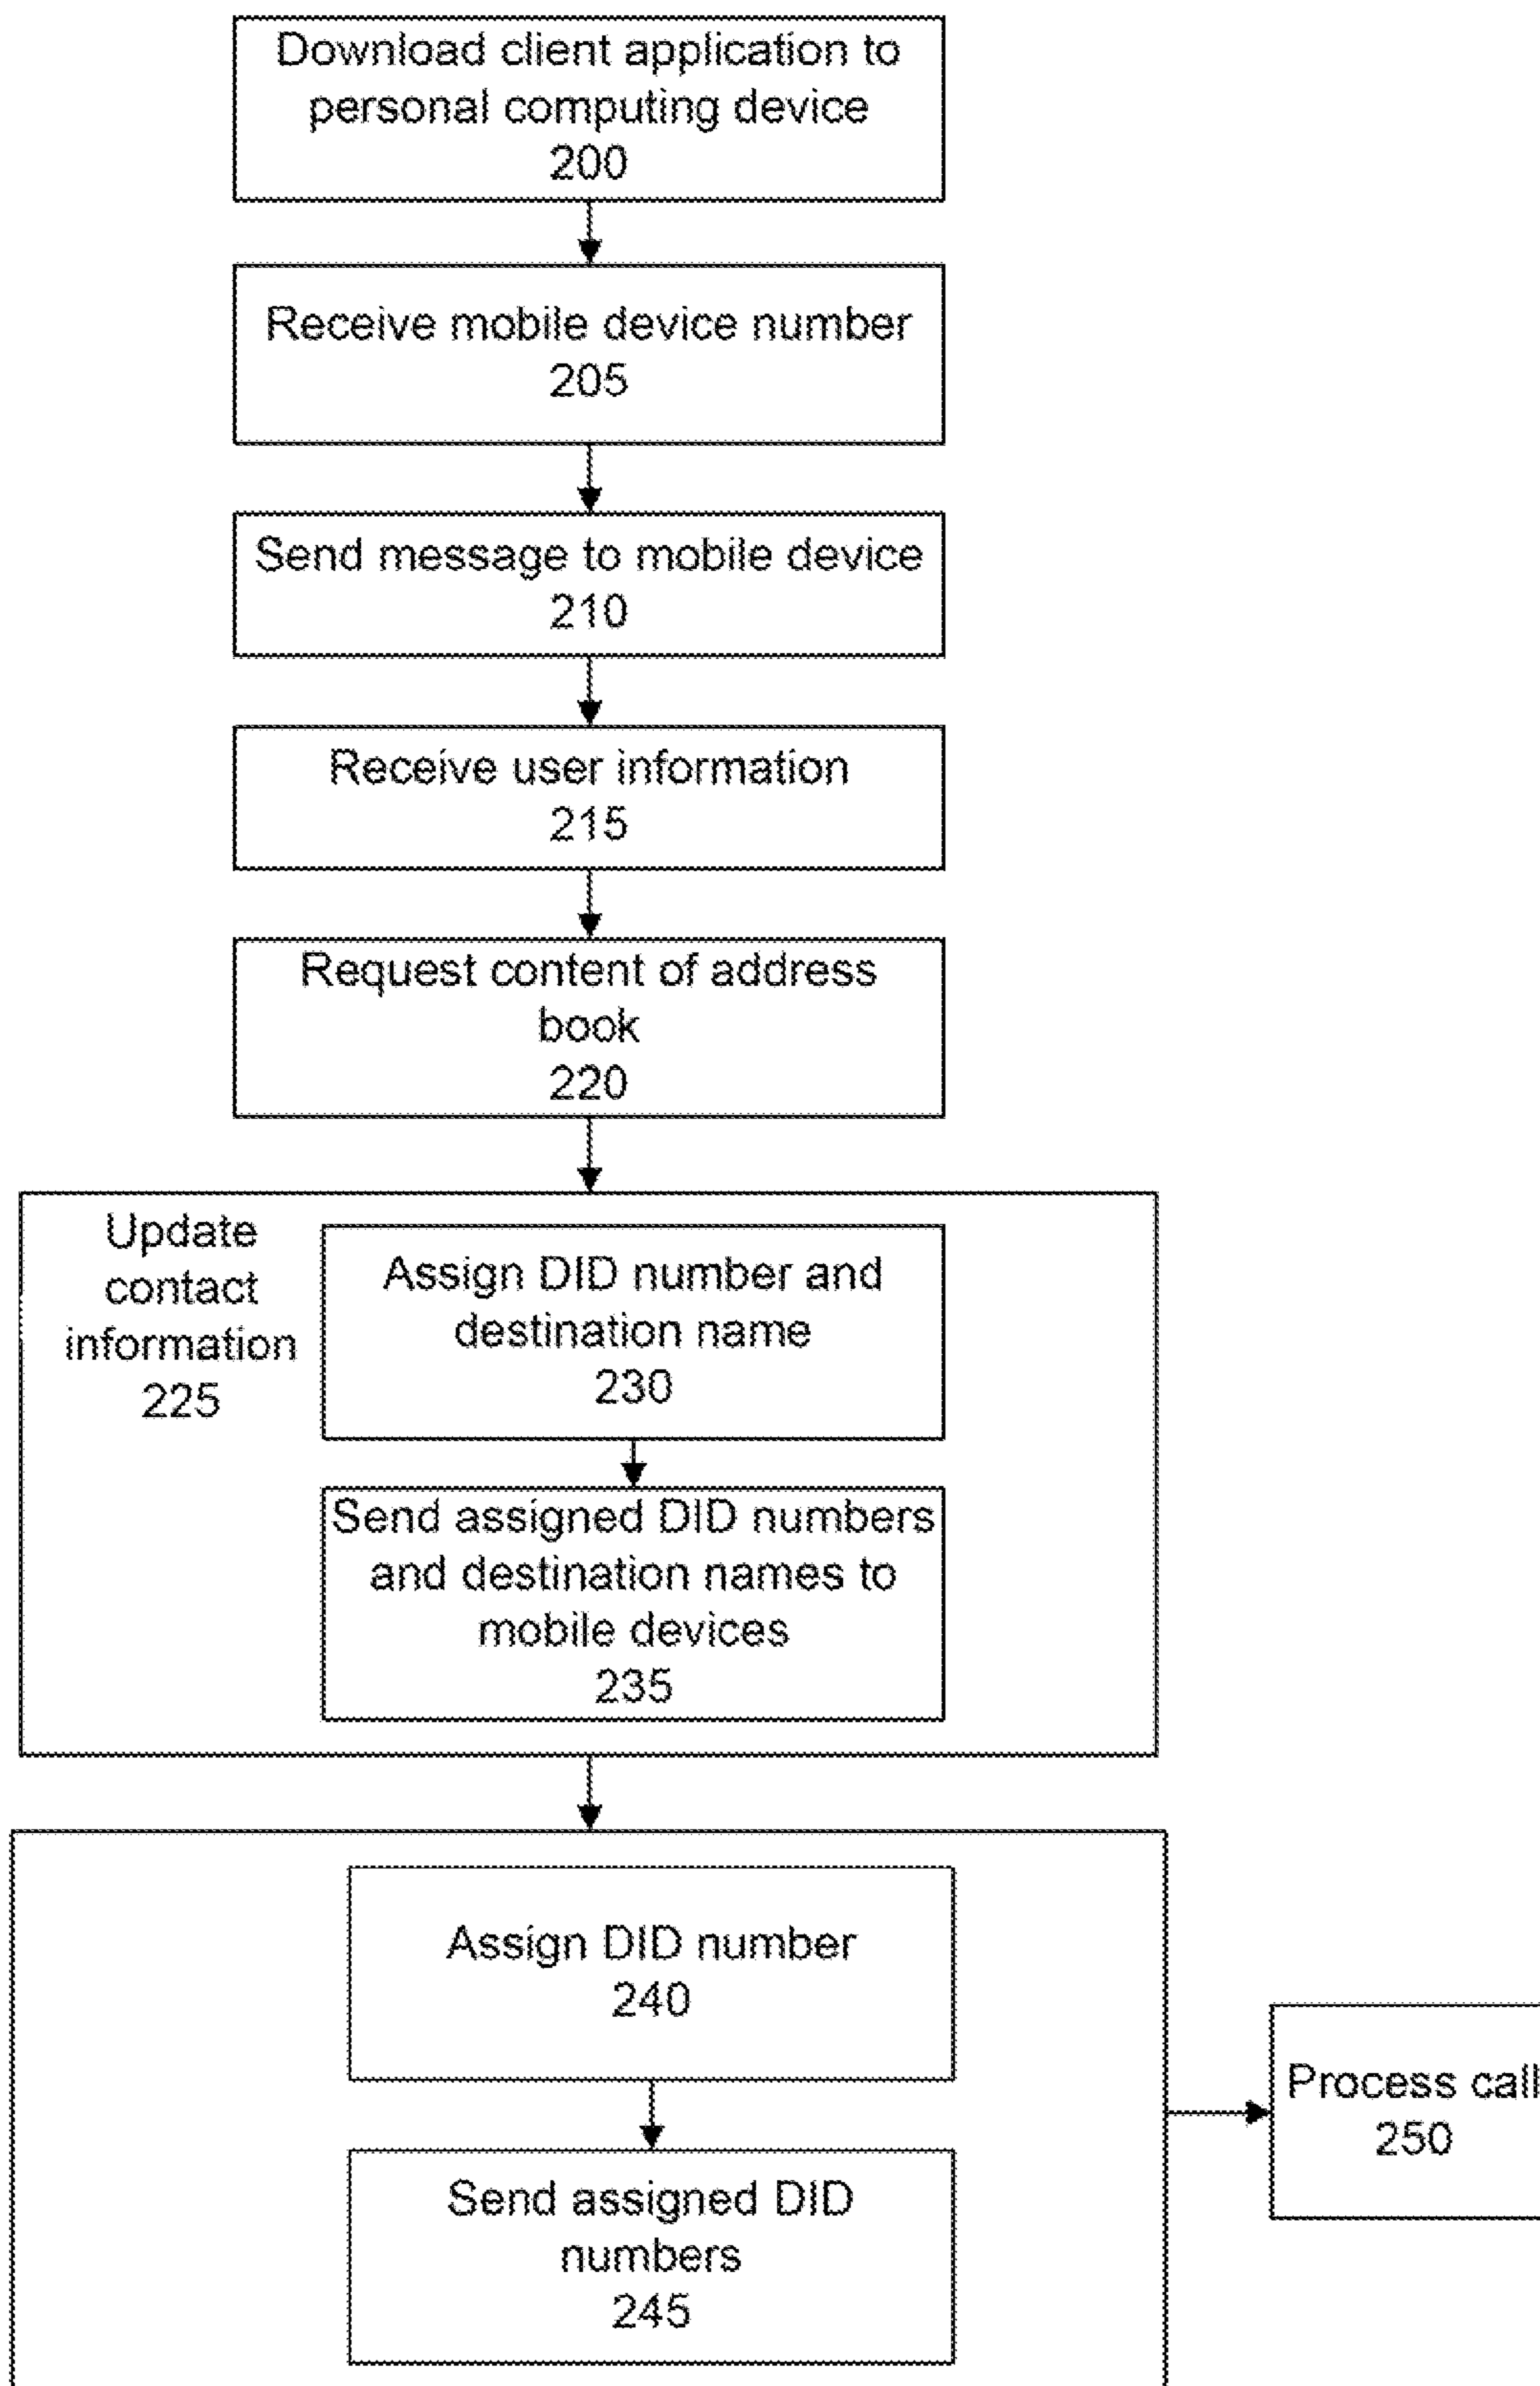 Download client application to
personal computing device
200
Receive mobile device number
205
Send message to mobile device
210
Receive user information
215
Request content of address
book
220
Update
contact
information
225
Assign DID number and
destination name
230
Send assigned DID numbers
and destination names to
mobile devices
235
Assign DID number
240
Send assigned DID
numbers
245
Process call
250